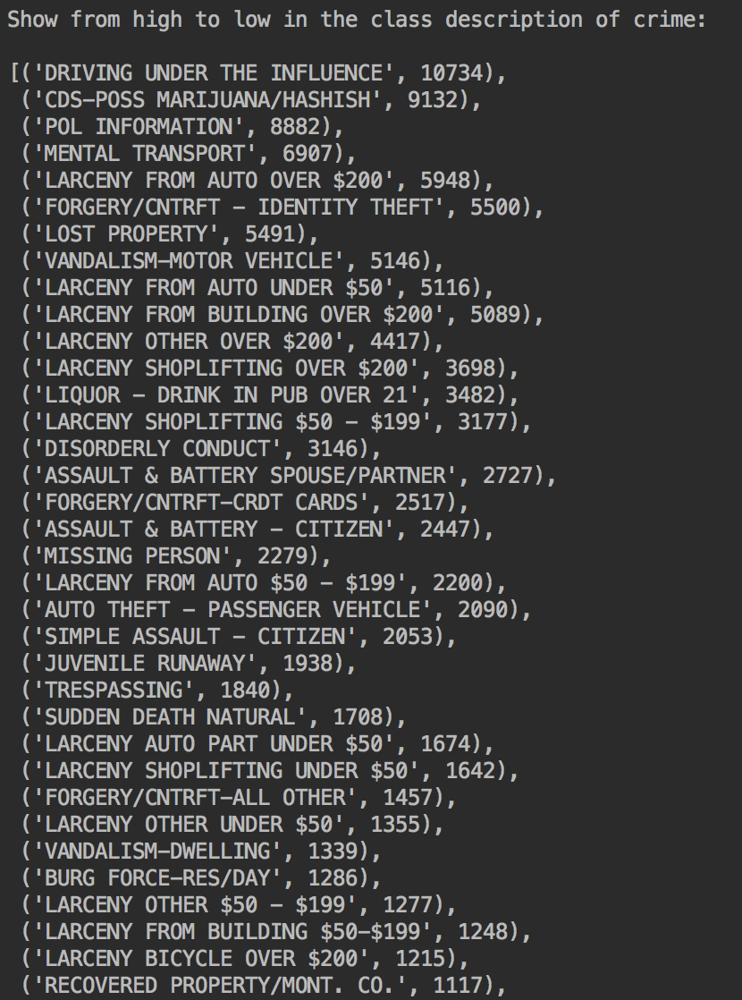 Show from high to low in the class description of crime:
[('DRIVING UNDER THE INFLUENCE', 10734),
('CDS-POSS MARIJUANA/HASHISH', 9132),
('POL INFORMATION', 8882),
('MENTAL TRANSPORT', 6907),
('LARCENY FROM AUTO OVER $200', 5948),
('FORGERY/CNTRFT - IDENTITY THEFT', 5500),
('LOST PROPERTY', 5491),
('VANDALISM-MOTOR VEHICLE', 5146),
('LARCENY FROM AUTO UNDER $50', 5116),
('LARCENY FROM BUILDING OVER $200', 5089),
('LARCENY OTHER OVER $200', 4417),
('LARCENY SHOPLIFTING OVER $200', 3698),
('LIQUOR - DRINK IN PUB OVER 21', 3482),
('LARCENY SHOPLIFTING $50 - $199', 3177),
('DISORDERLY CONDUCT', 3146),
('ASSAULT & BATTERY SPOUSE/PARTNER', 2727),
('FORGERY/CNTRFT-CRDT CARDS', 2517),
('ASSAULT & BATTERY - CITIZEN', 2447),
('MISSING PERSON', 2279),
('LARCENY FROM AUTO $50 - $199', 2200),
('AUTO THEFT - PASSENGER VEHICLE', 2090),
('SIMPLE ASSAULT - CITIZEN', 2053),
('JUVENILE RUNAWAY', 1938),
('TRESPASSING', 1840),
('SUDDEN DEATH NATURAL', 1708),
('LARCENY AUTO PART UNDER $50', 1674),
('LARCENY SHOPLIFTING UNDER $50', 1642),
('FORGERY/CNTRFT-ALL OTHER', 1457),
('LARCENY OTHER UNDER $50', 1355),
('VANDALISM-DWELLING', 1339),
('BURG FORCE-RES/DAY', 1286),
('LARCENY OTHER $50 - $199', 1277),
('LARCENY FROM BUILDING $50-$199', 1248),
('LARCENY BICYCLE OVER $200', 1215),
('RECOVERED PROPERTY/MONT. CO.', 1117),